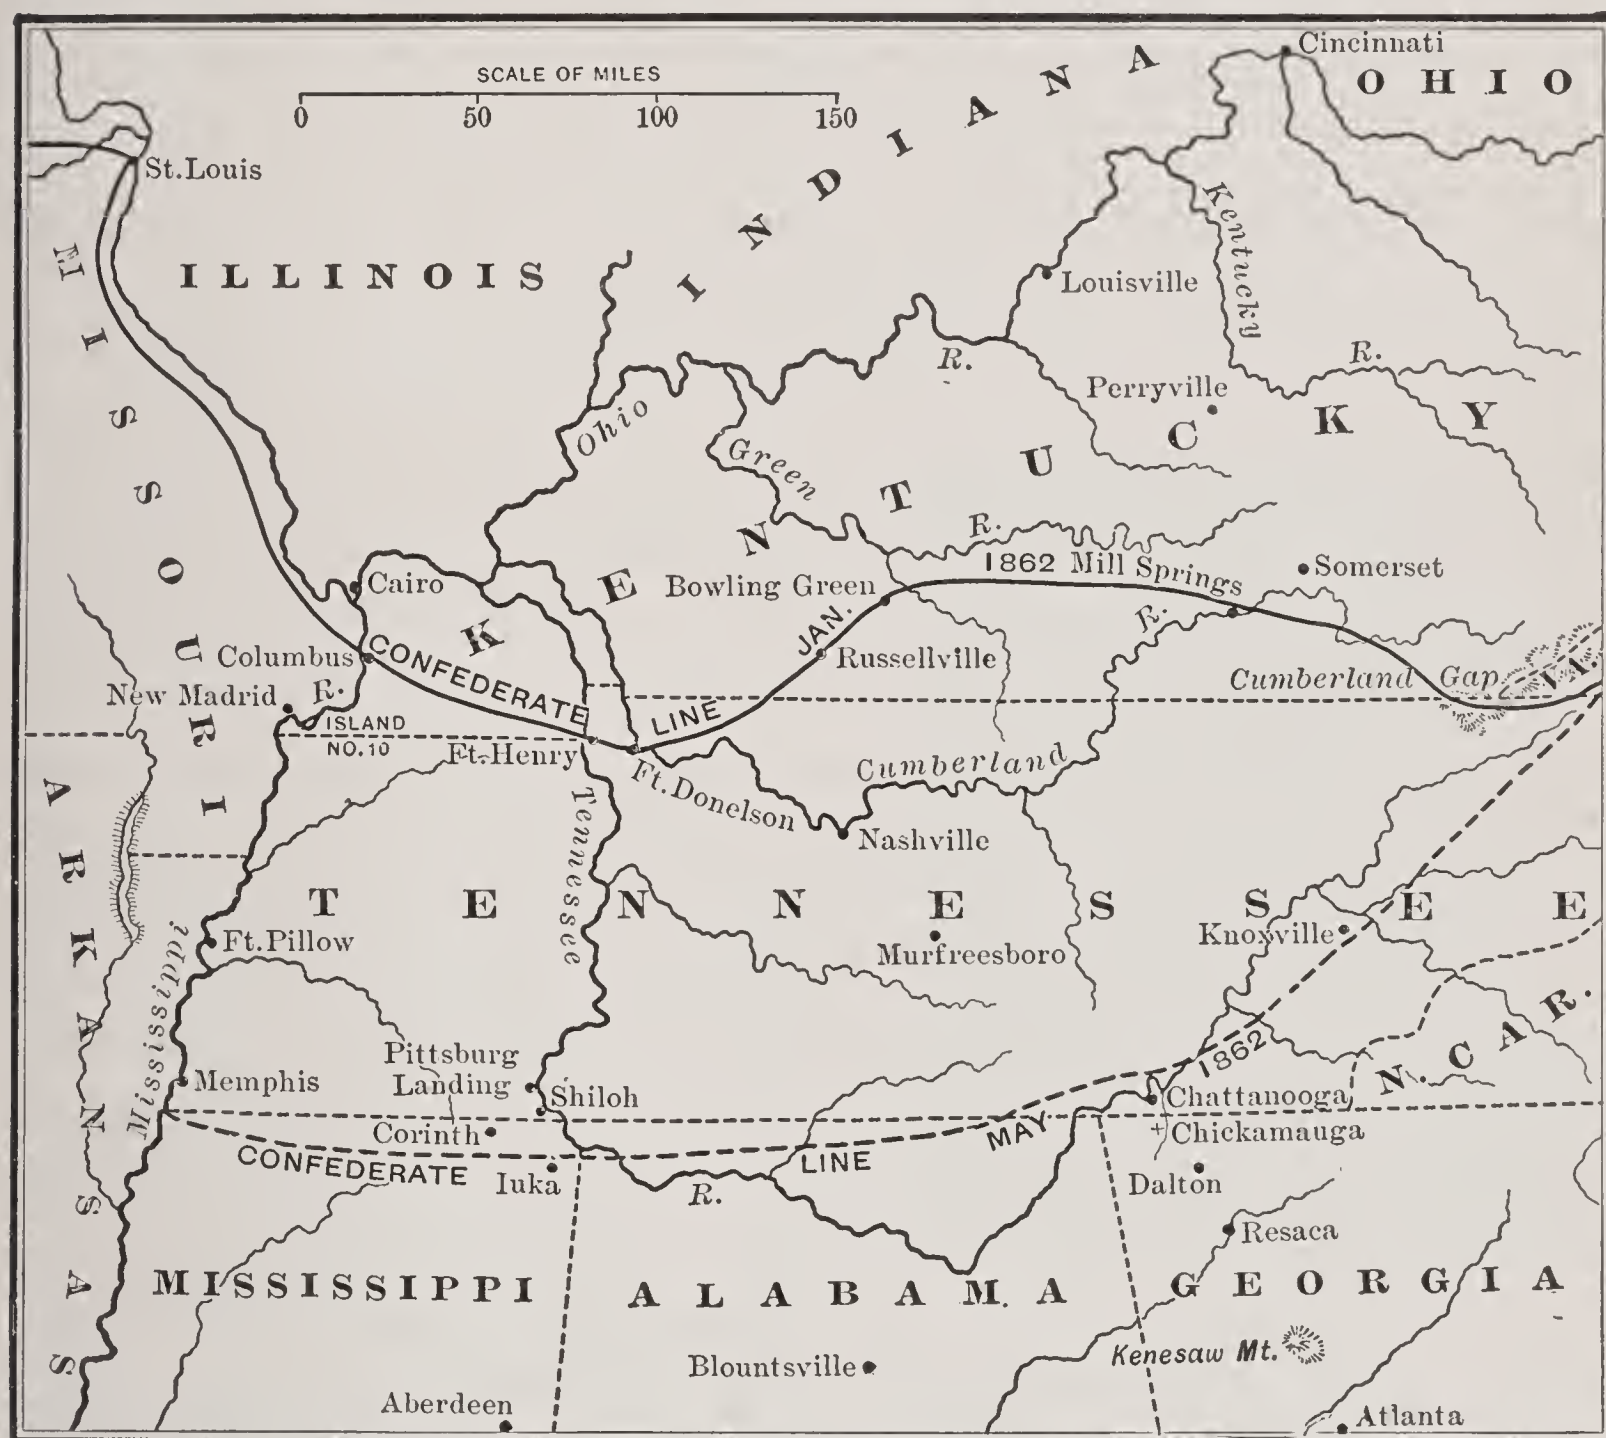 Cincinnati
OHIO
SCALE OF MILES
0 50 100 150
INDIANA
St. Louis
ILLINOIS
MISSOURI
Kentucky
R.
Louisville
Ohio
R.
Perryville
KENTUCKY
Green
R.
1862 Mill Springs
Somerset
Bowling Green
R.
JAN.
Cairo
Columbus
CONFEDERATE
LINE
Russellville
Cumberland Gap
VA.
New Madrid
R.
ISLAND
NO. 10
Ft. Henry
Ft. Donelson
Cumberland
Nashville
ARKANSAS
Tennessee
TENNESSEE
Ft. Pillow
Murfreesboro
Knoxville
Mississippi
N. CAR.
Pittsburg
Landing
1862
Memphis
Shiloh
Chattanooga
Corinth
MAY
Chickamauga
CONFEDERATE
LINE
Iuka
R.
Dalton
Resaca
MISSISSIPPI
ALABAMA
GEORGIA
Kenesaw Mt.
Blountsville
Aberdeen
Atlanta